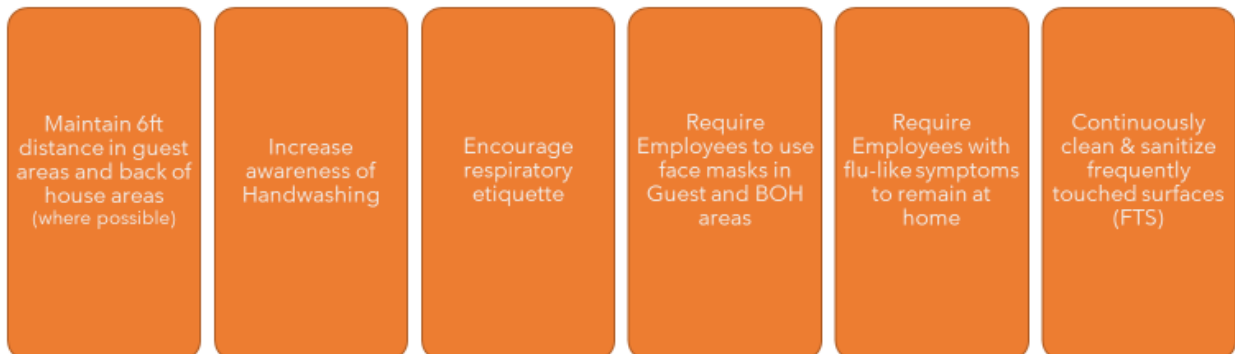 Maintain 6ft
distance in guest
areas and back of
house areas
(where possible)
Increase
awareness of
Handwashing
Encourage
respiratory
etiquette
Require
Employees to use
face masks in
Guest and BOH
areas
Require
Employees with
flu-like symptoms
to remain at
home
Continuously
clean & sanitize
frequently
touched surfaces
(FTS)